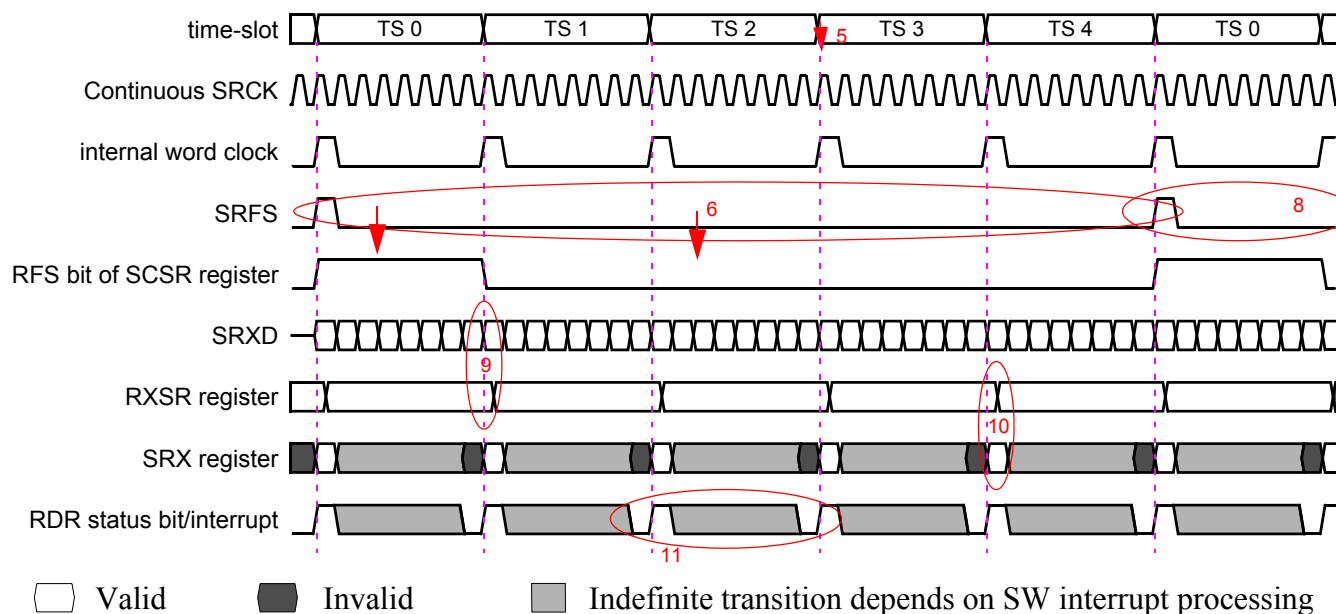 time-slot TS 0 TS 1 TS 2 TS 3 TS 4 TS 0
5
Continuous SRCK
internal word clock
SRFS 6 8
RFS bit of SCSR register
SRXD
9
RXSR register
10
SRX register
RDR status bit/interrupt
11
Valid Invalid Indefinite transition depends on SW interrupt processing